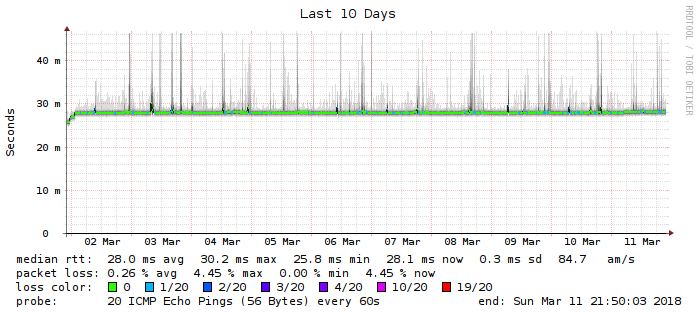 Last 10 Days
RRDTOOL / TOBI OETIKER
Seconds
40 m
30 m
20 m
10 m
0
02 Mar 03 Mar 04 Mar 05 Mar 06 Mar 07 Mar 08 Mar 09 Mar 10 Mar 11 Mar
median rtt: 28.0 ms avg 30.2 ms max 25.8 ms min 28.1 ms now 0.3 ms sd 84.7 am/s
packet loss: 0.26 % avg 4.45 % max 0.00 % min 4.45 % now
loss color: 0 1/20 2/20 3/20 4/20 10/20 19/20
probe: 20 ICMP Echo Pings (56 Bytes) every 60s end: Sun Mar 11 21:50:03 2018